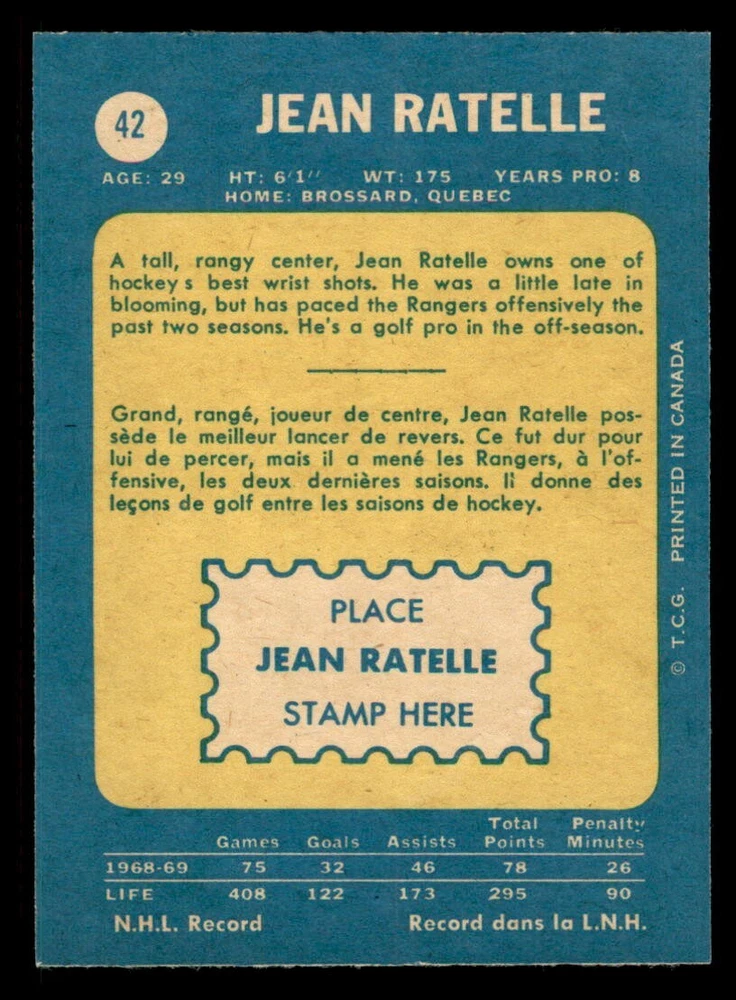 42
JEAN RATELLE
AGE: 29 HT: 6'1" WT: 175 YEARS PRO: 8
HOME: BROSSARD, QUEBEC
A tall, rangy center, Jean Ratelle owns one of
hockey's best wrist shots. He was a little late in
blooming, but has paced the Rangers offensively the
past two seasons. He's a golf pro in the off-season.
Grand, rangé, joueur de centre, Jean Ratelle pos-
sède le meilleur lancer de revers. Ce fut dur pour
lui de percer, mais il a mené les Rangers, à l'of-
fensive, les deux dernières saisons. Il donne des
leçons de golf entre les saisons de hockey.
PLACE
JEAN RATELLE
STAMP HERE
© T.C.G. PRINTED IN CANADA
Total Penalty
Games Goals Assists Points Minutes
1968-69 75 32 46 78 26
LIFE 408 122 173 295 90
N.H.L. Record Record dans la L.N.H.